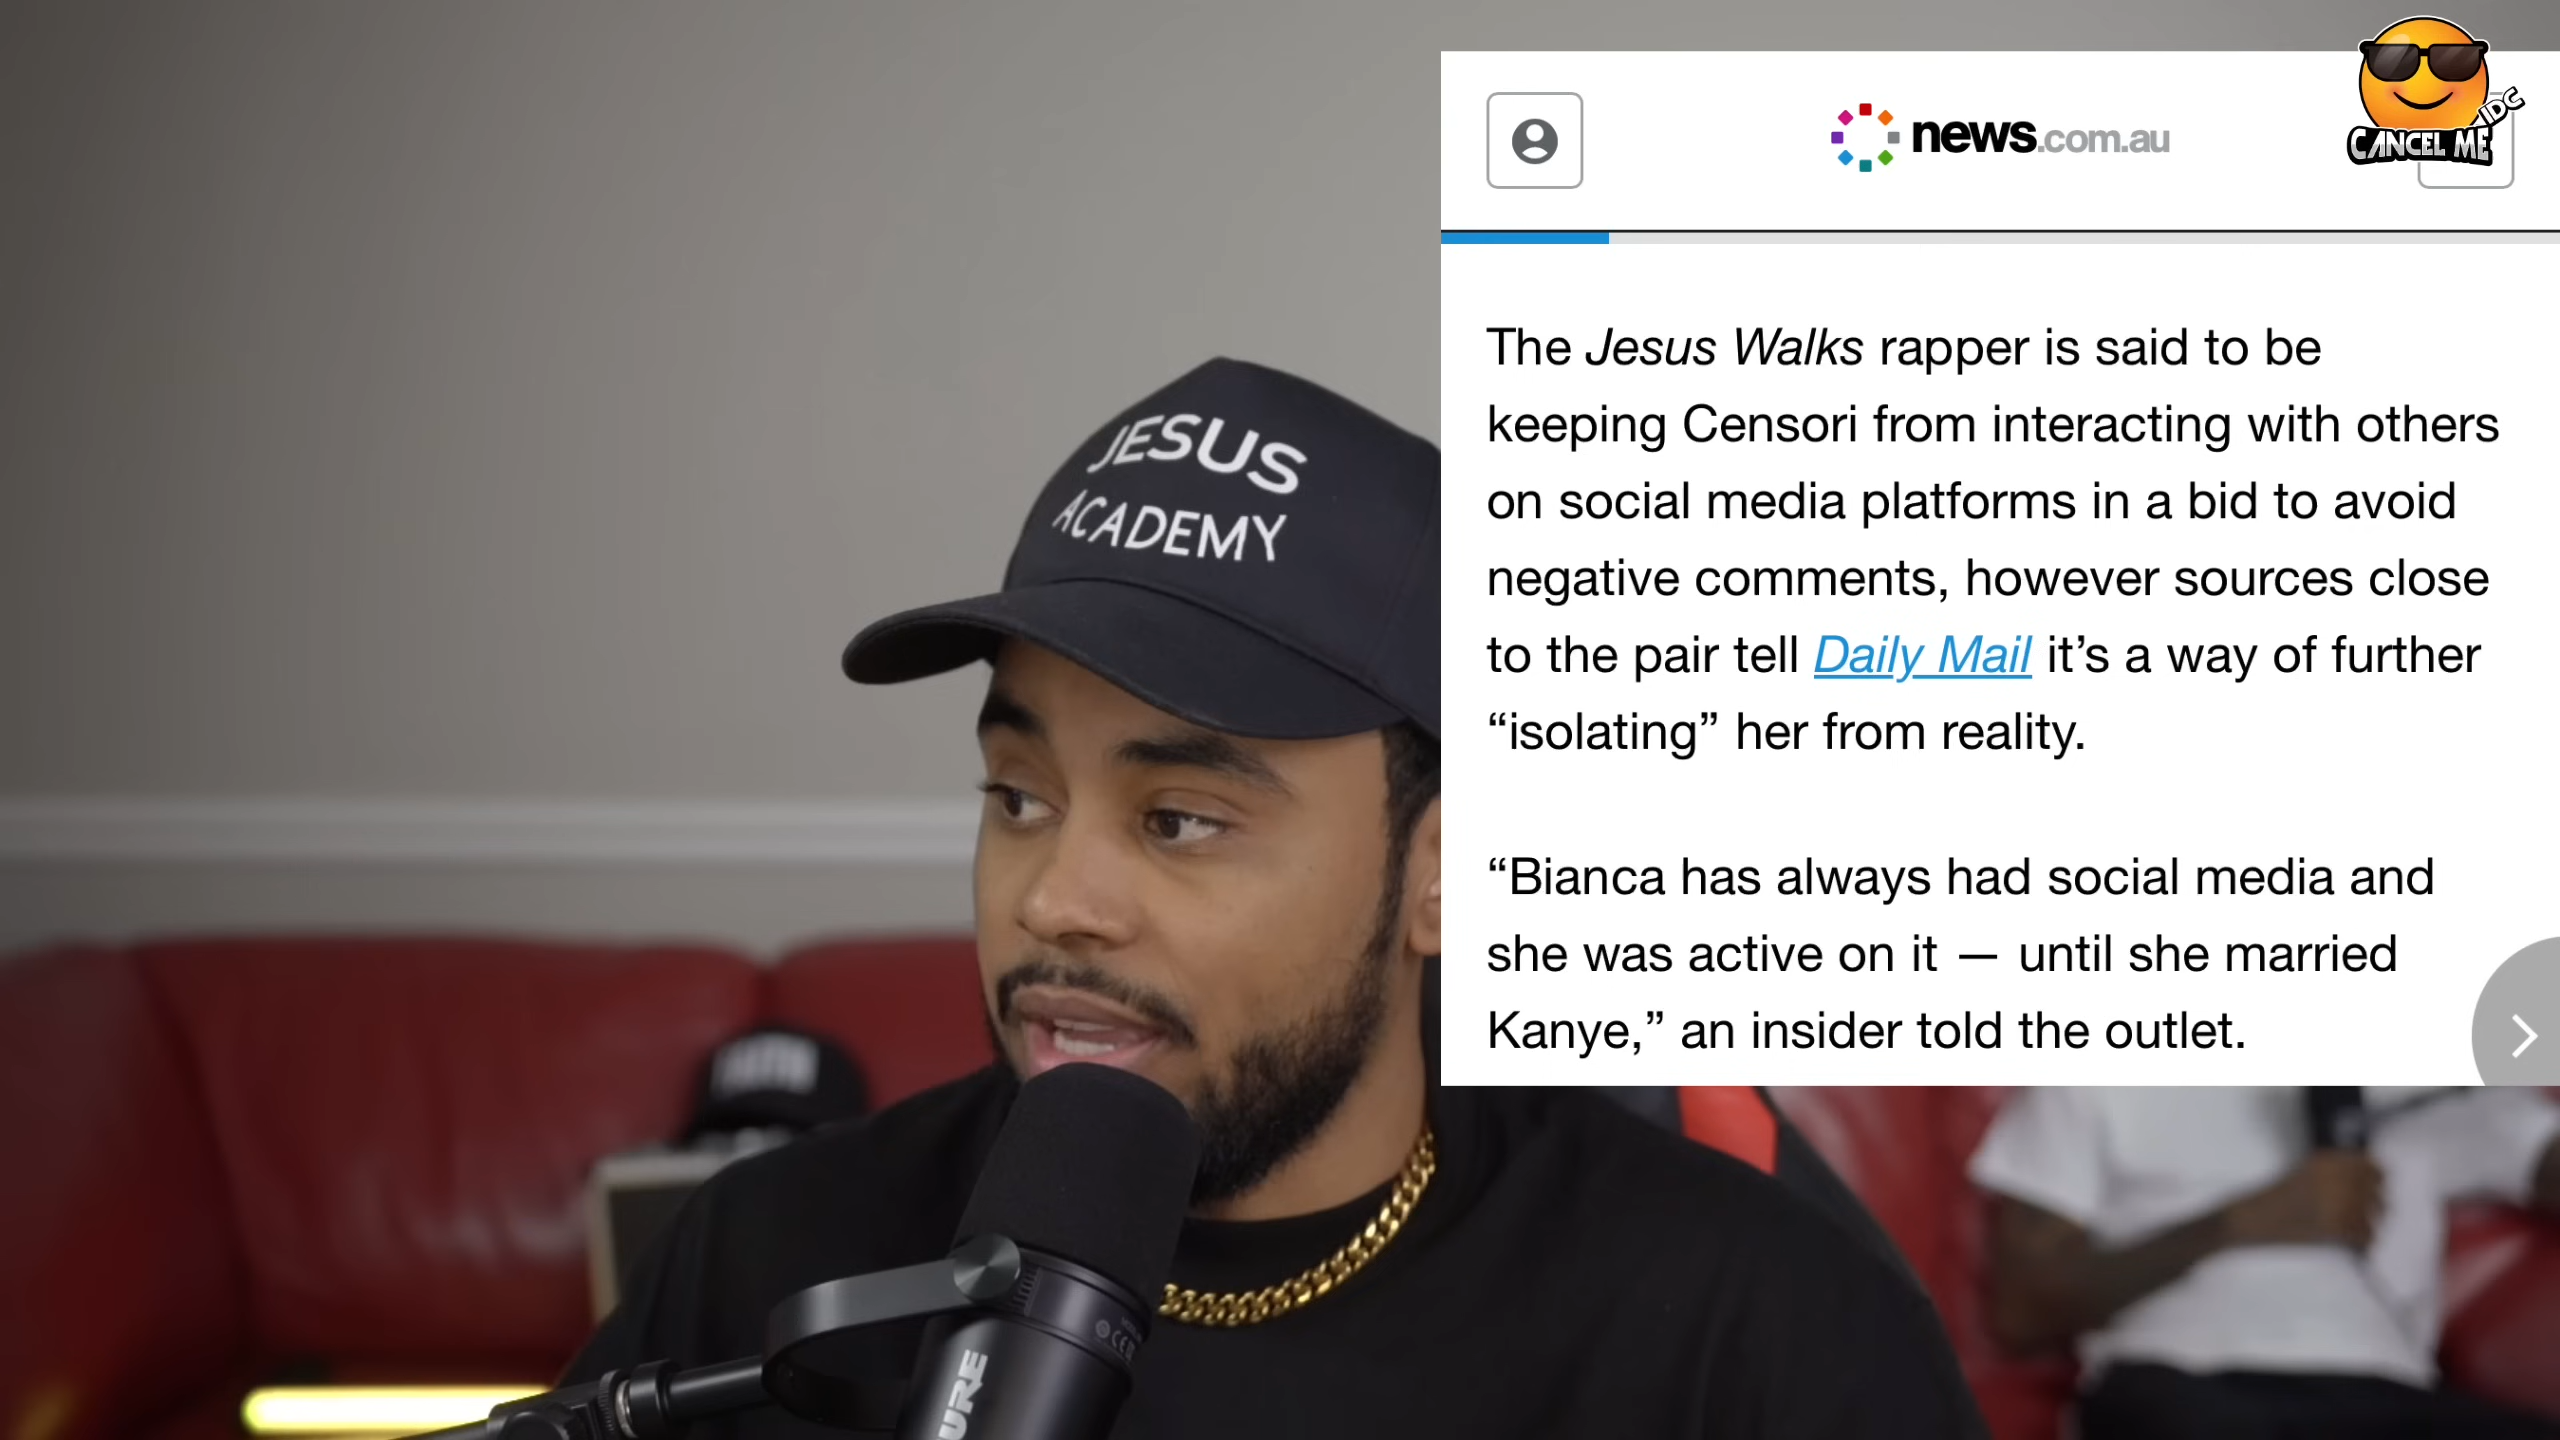 news.com.au
CANCEL ME
IDC
The Jesus Walks rapper is said to be
keeping Censori from interacting with others
on social media platforms in a bid to avoid
negative comments, however sources close
to the pair tell Daily Mail it’s a way of further
“isolating” her from reality.
“Bianca has always had social media and
she was active on it — until she married
Kanye,” an insider told the outlet.
JESUS
ACADEMY
URE